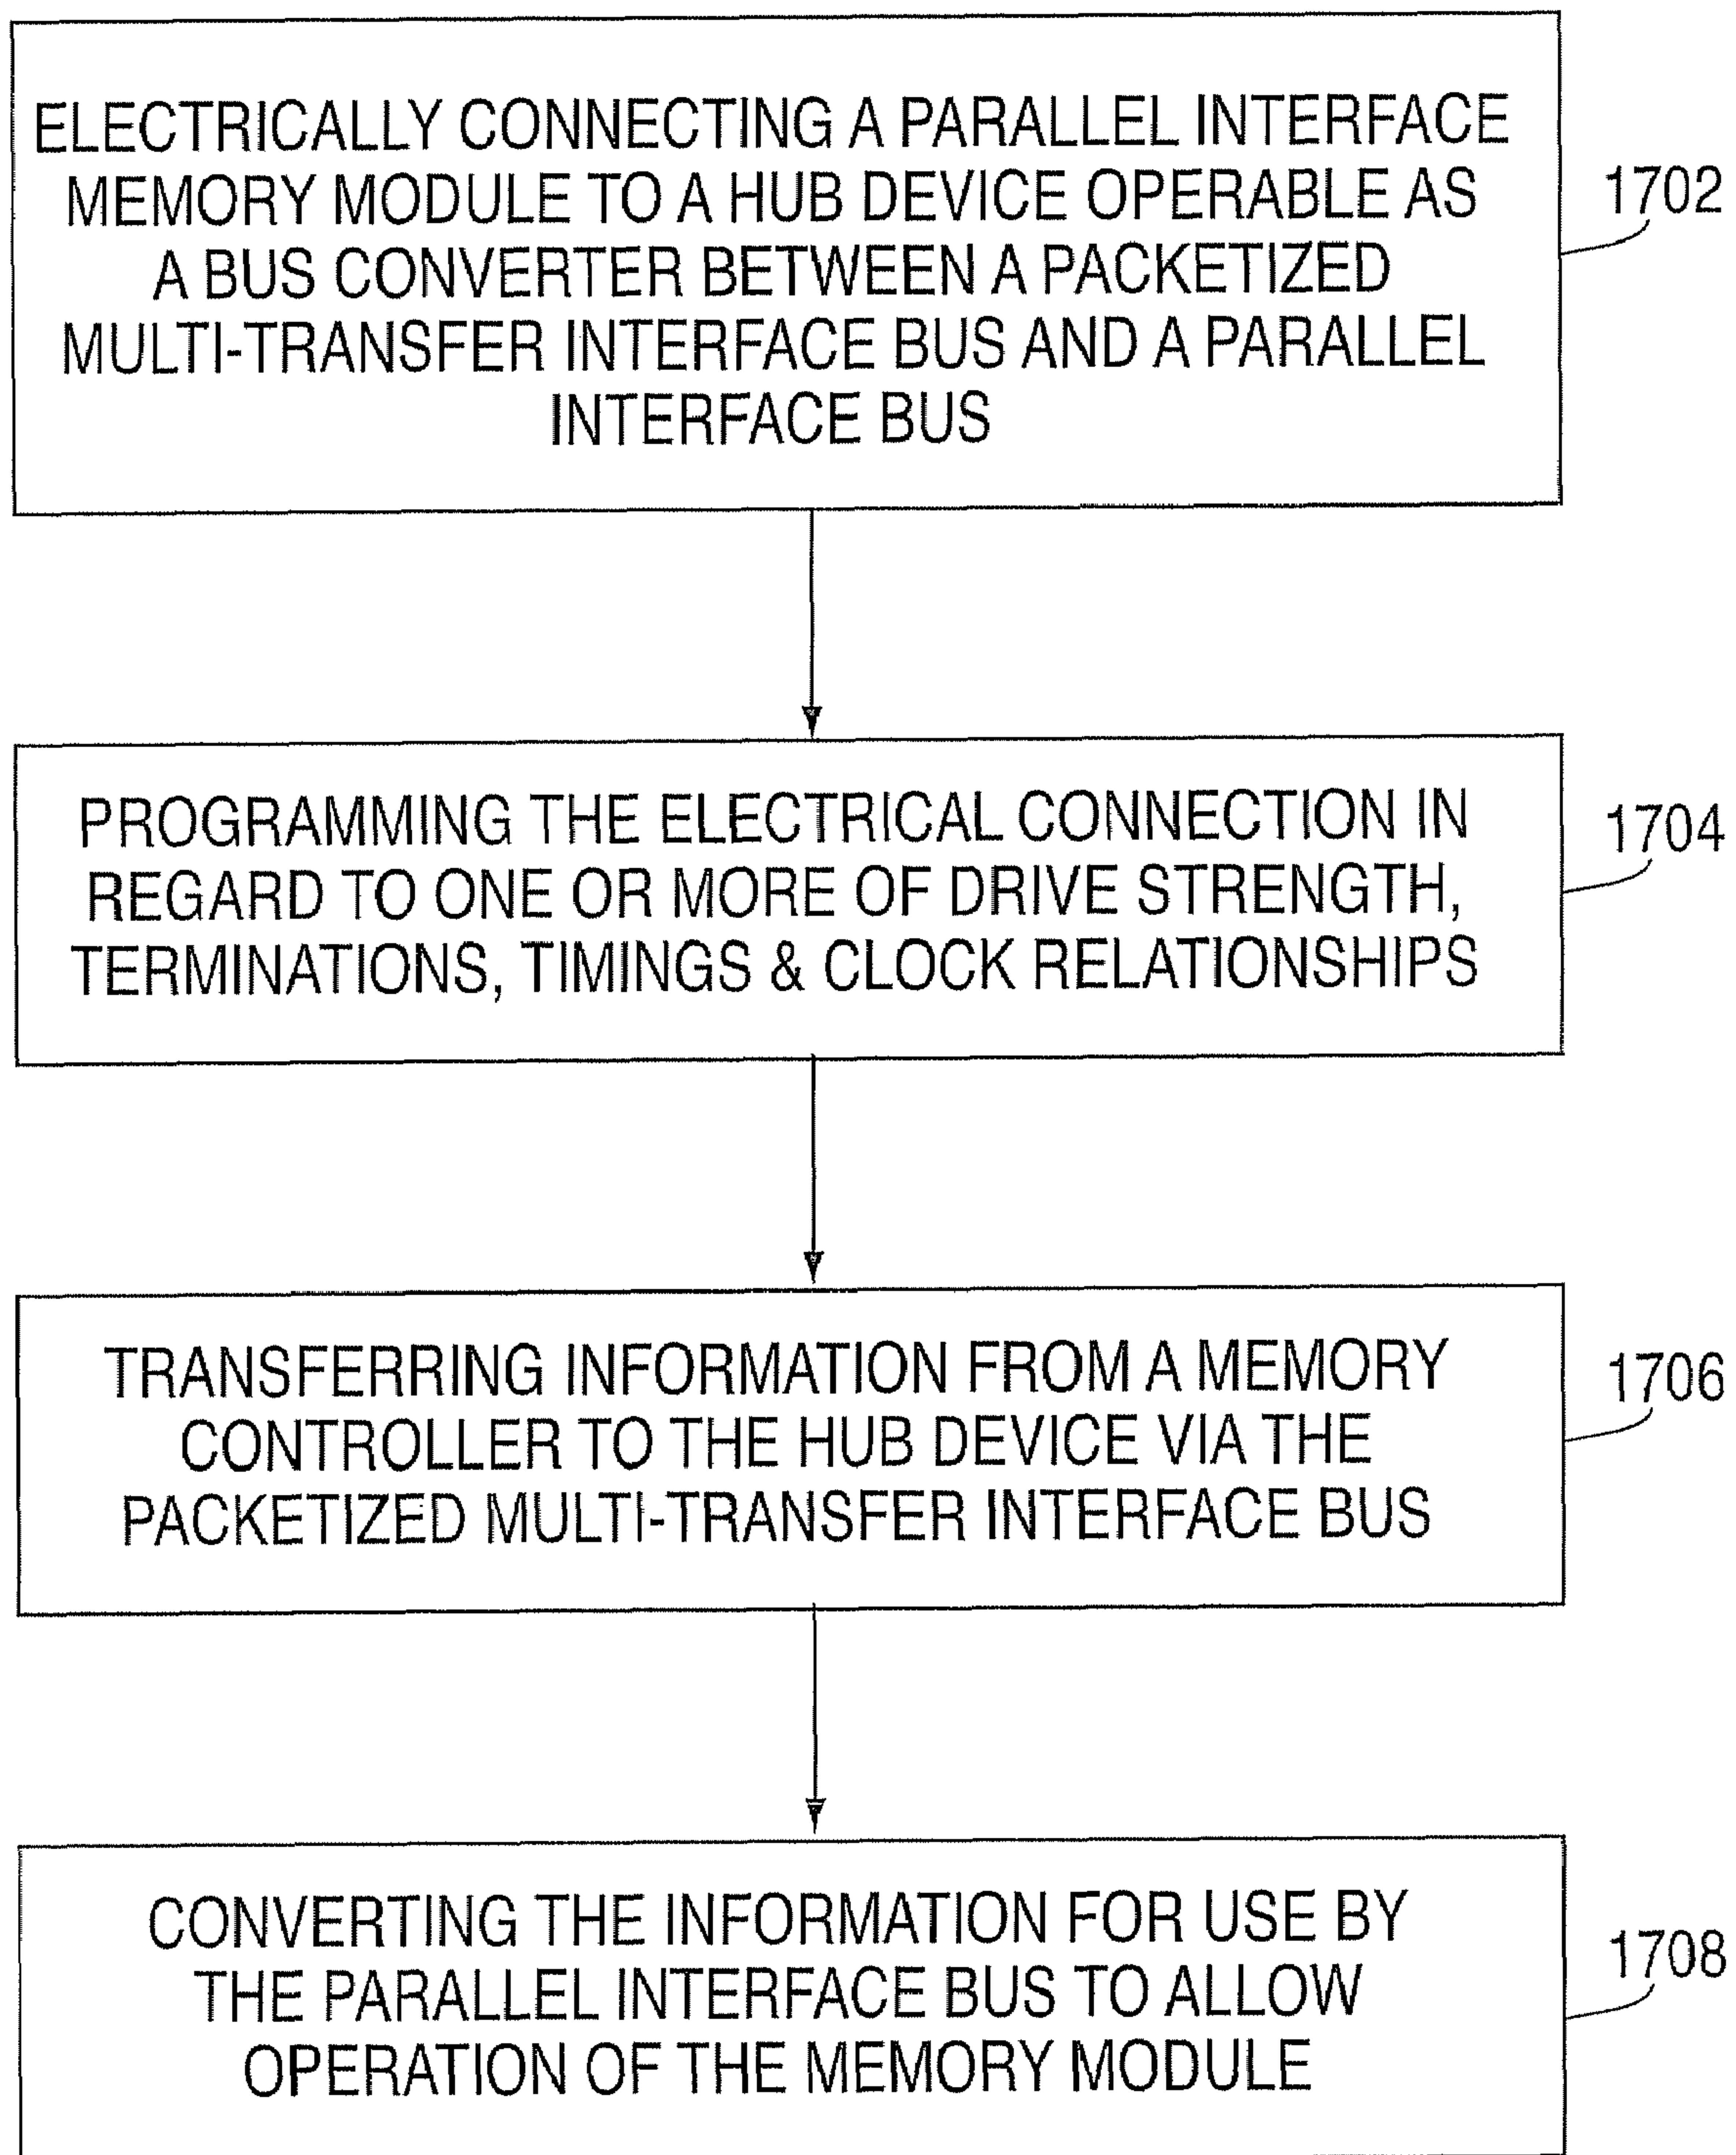 ELECTRICALLY CONNECTING A PARALLEL INTERFACE
MEMORY MODULE TO A HUB DEVICE OPERABLE AS
A BUS CONVERTER BETWEEN A PACKETIZED
MULTI-TRANSFER INTERFACE BUS AND A PARALLEL
INTERFACE BUS
1702
PROGRAMMING THE ELECTRICAL CONNECTION IN
REGARD TO ONE OR MORE OF DRIVE STRENGTH,
TERMINATIONS, TIMINGS & CLOCK RELATIONSHIPS
1704
TRANSFERRING INFORMATION FROM A MEMORY
CONTROLLER TO THE HUB DEVICE VIA THE
PACKETIZED MULTI-TRANSFER INTERFACE BUS
1706
CONVERTING THE INFORMATION FOR USE BY
THE PARALLEL INTERFACE BUS TO ALLOW
OPERATION OF THE MEMORY MODULE
1708